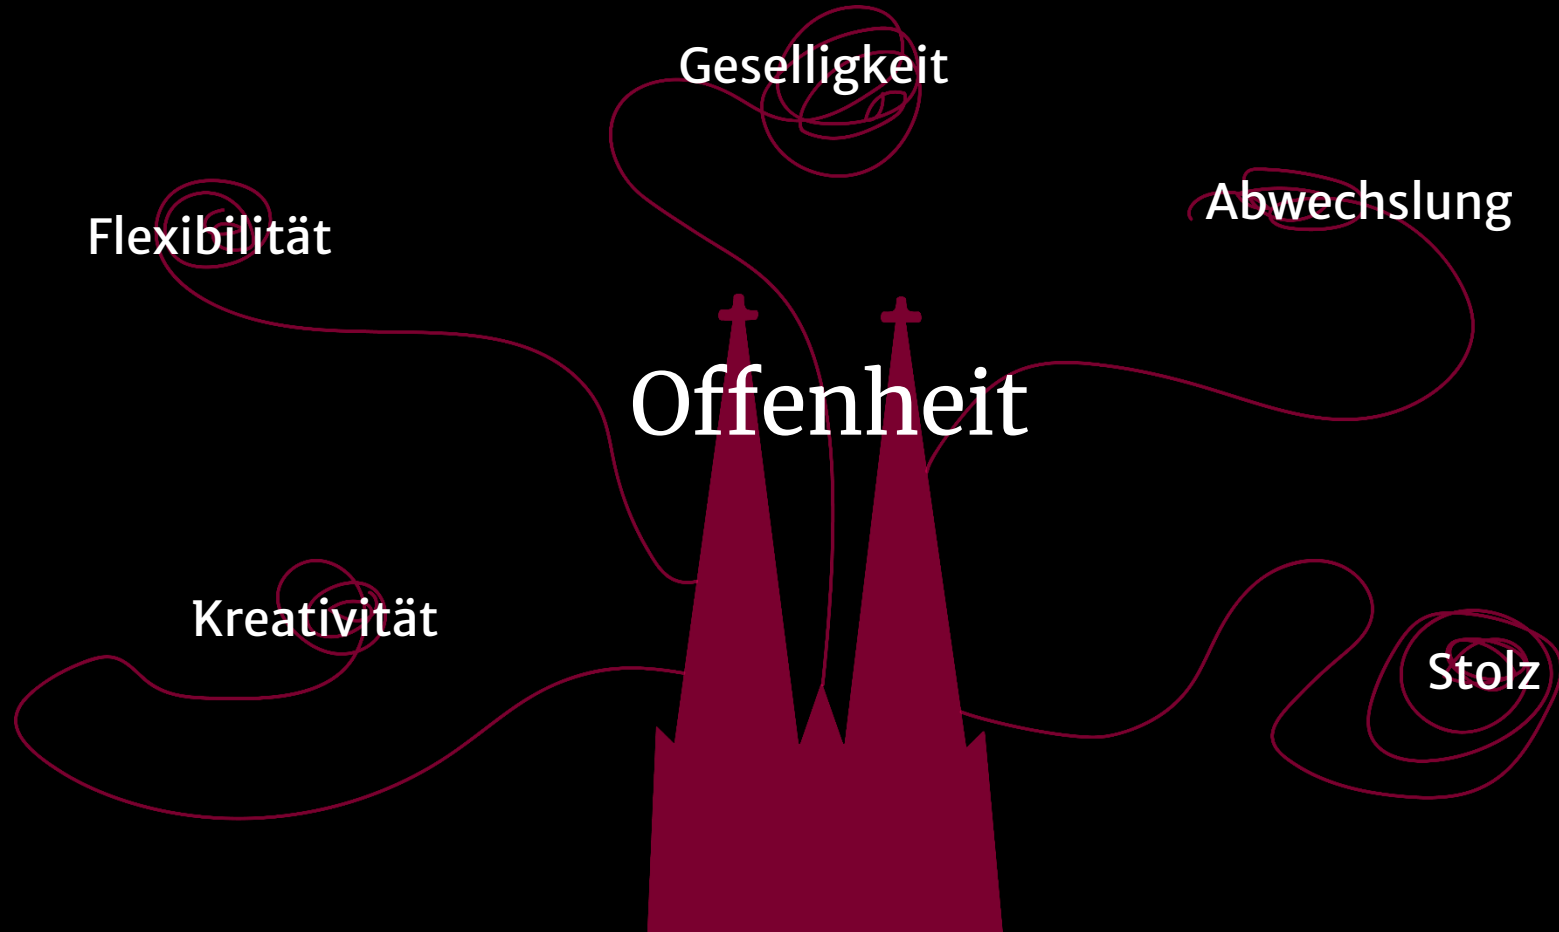 Geselligkeit
Abwechslung
Flexibilität
Offenheit
Kreativität
Stolz